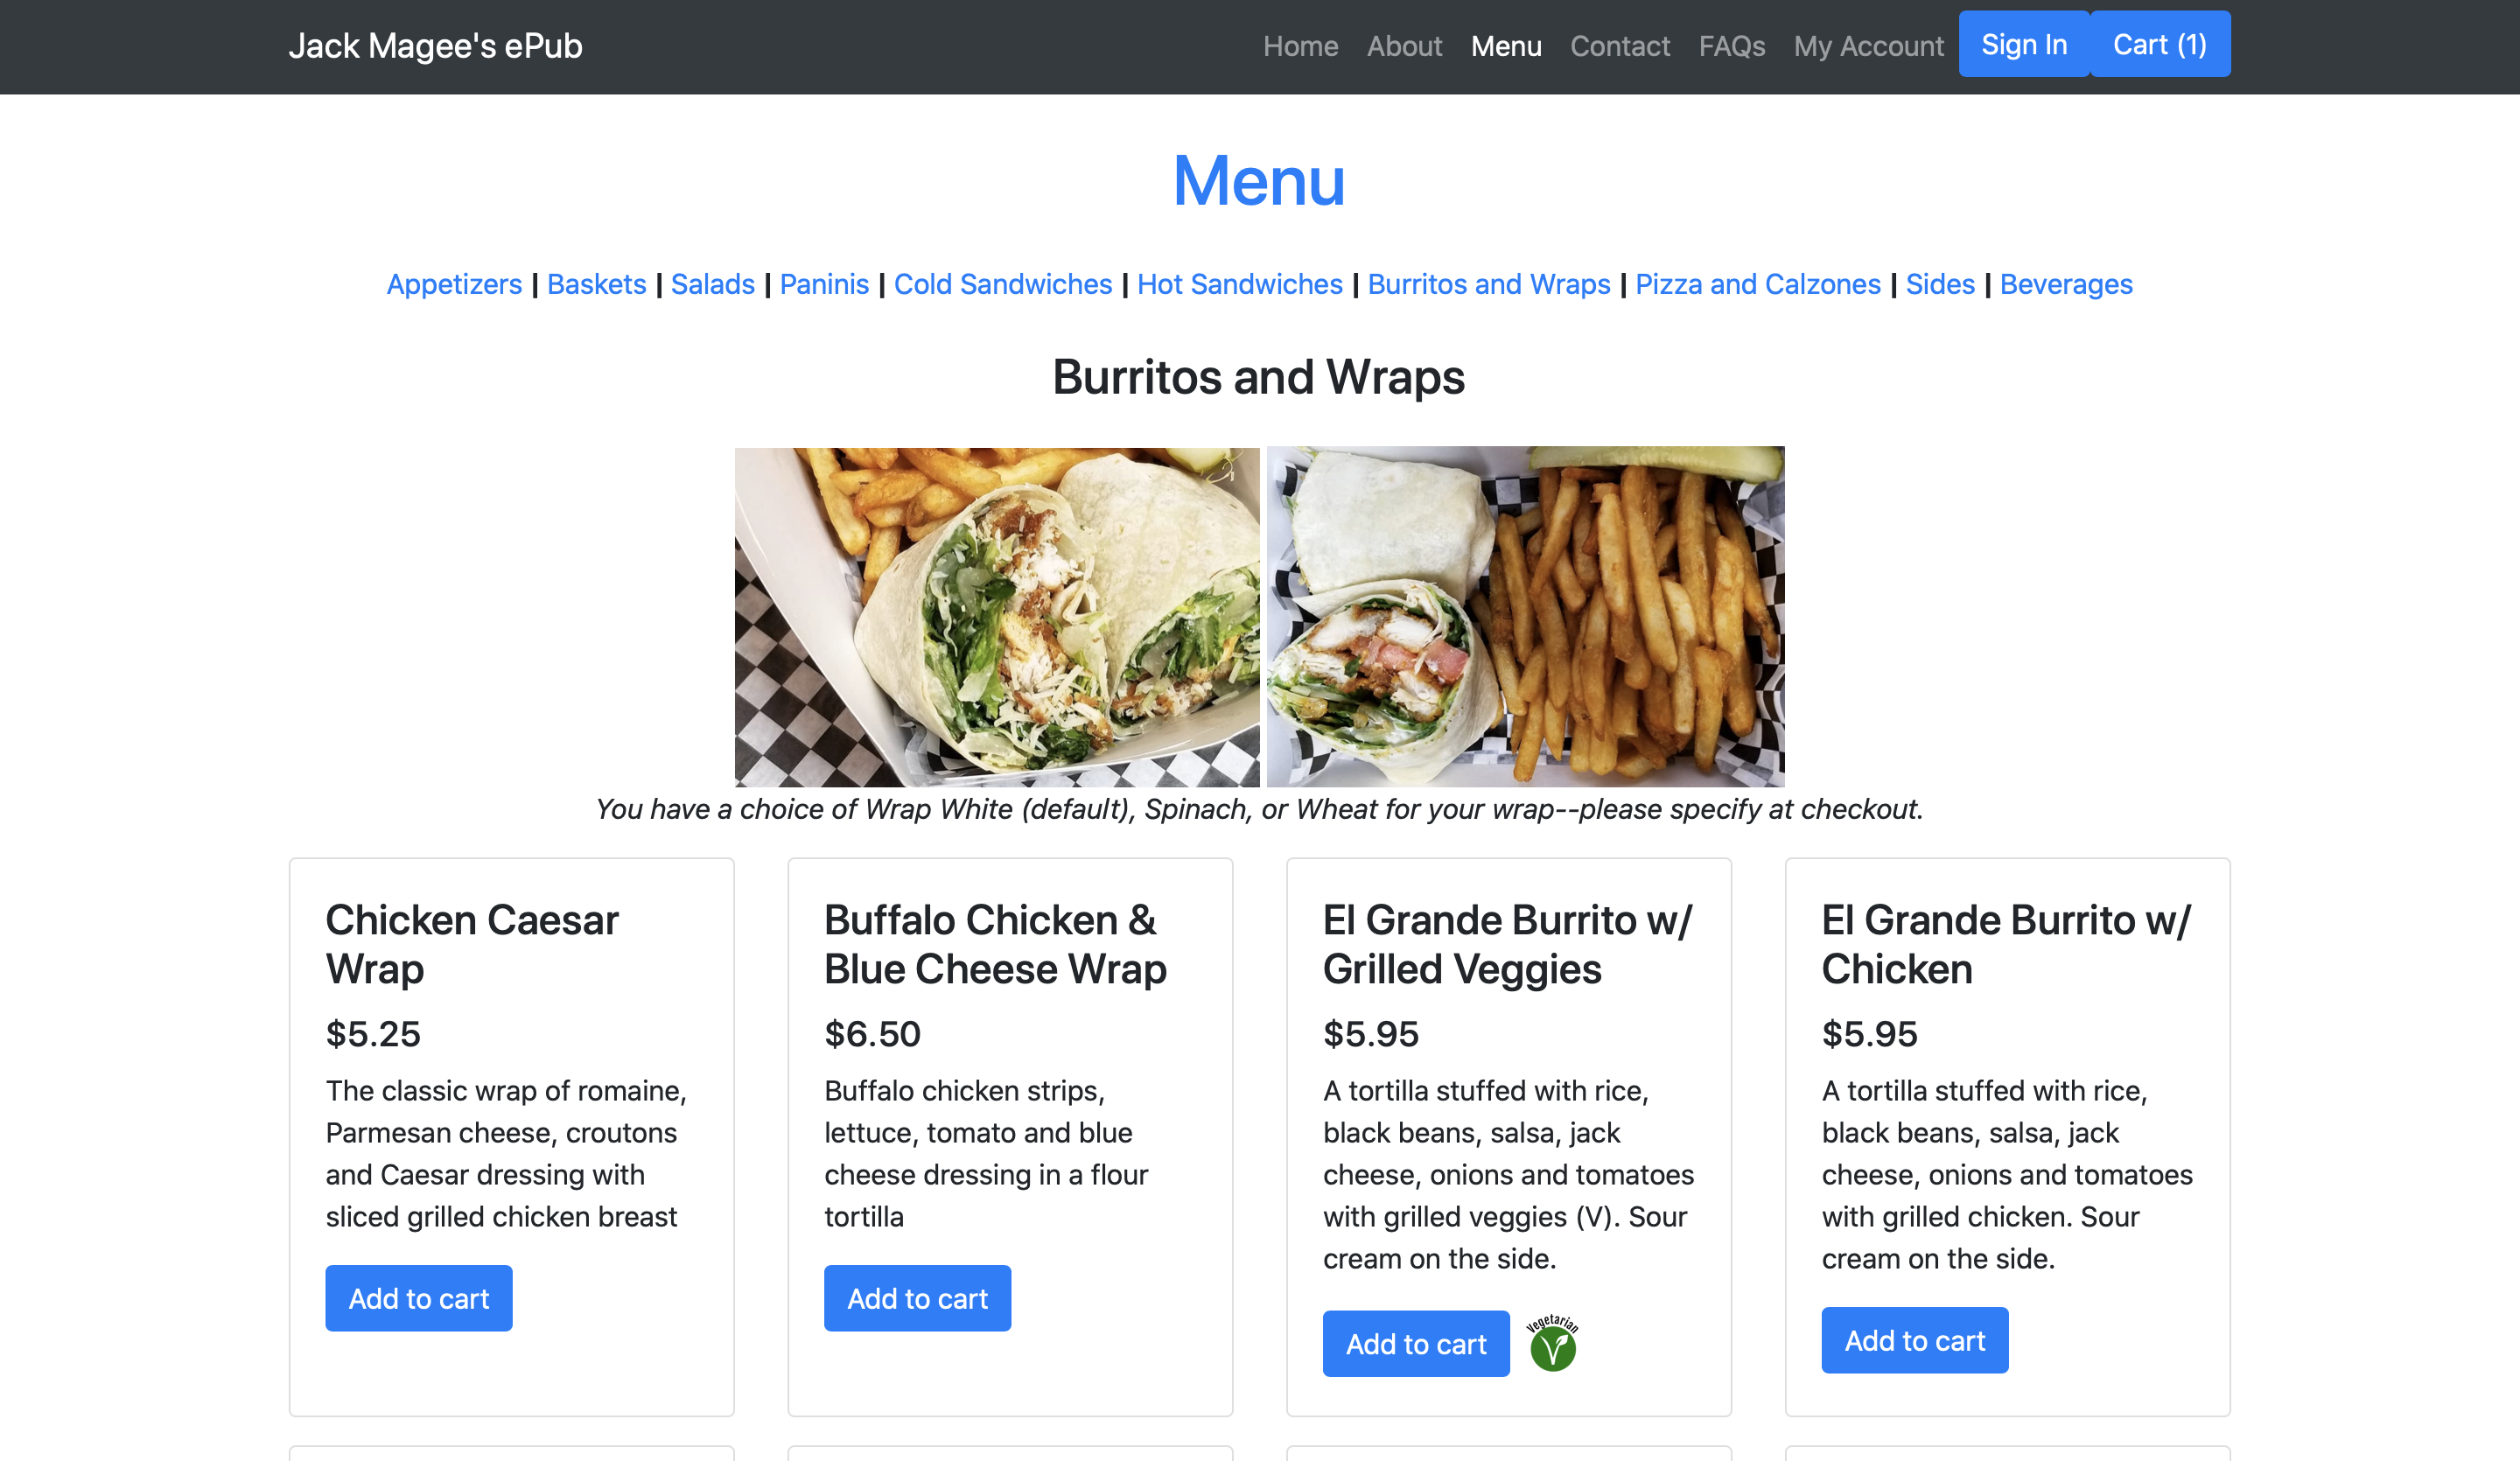 Jack Magee's ePub
Home About Menu Contact FAQs My Account Sign In Cart (1)
Menu
Appetizers | Baskets | Salads | Paninis | Cold Sandwiches | Hot Sandwiches | Burritos and Wraps | Pizza and Calzones | Sides | Beverages
Burritos and Wraps
You have a choice of Wrap White (default), Spinach, or Wheat for your wrap--please specify at checkout.
Chicken Caesar
Wrap
$5.25
The classic wrap of romaine,
Parmesan cheese, croutons
and Caesar dressing with
sliced grilled chicken breast
Add to cart
Buffalo Chicken &
Blue Cheese Wrap
$6.50
Buffalo chicken strips,
lettuce, tomato and blue
cheese dressing in a flour
tortilla
Add to cart
El Grande Burrito w/
Grilled Veggies
$5.95
A tortilla stuffed with rice,
black beans, salsa, jack
cheese, onions and tomatoes
with grilled veggies (V). Sour
cream on the side.
Add to cart
Vegetarian
V
El Grande Burrito w/
Chicken
$5.95
A tortilla stuffed with rice,
black beans, salsa, jack
cheese, onions and tomatoes
with grilled chicken. Sour
cream on the side.
Add to cart